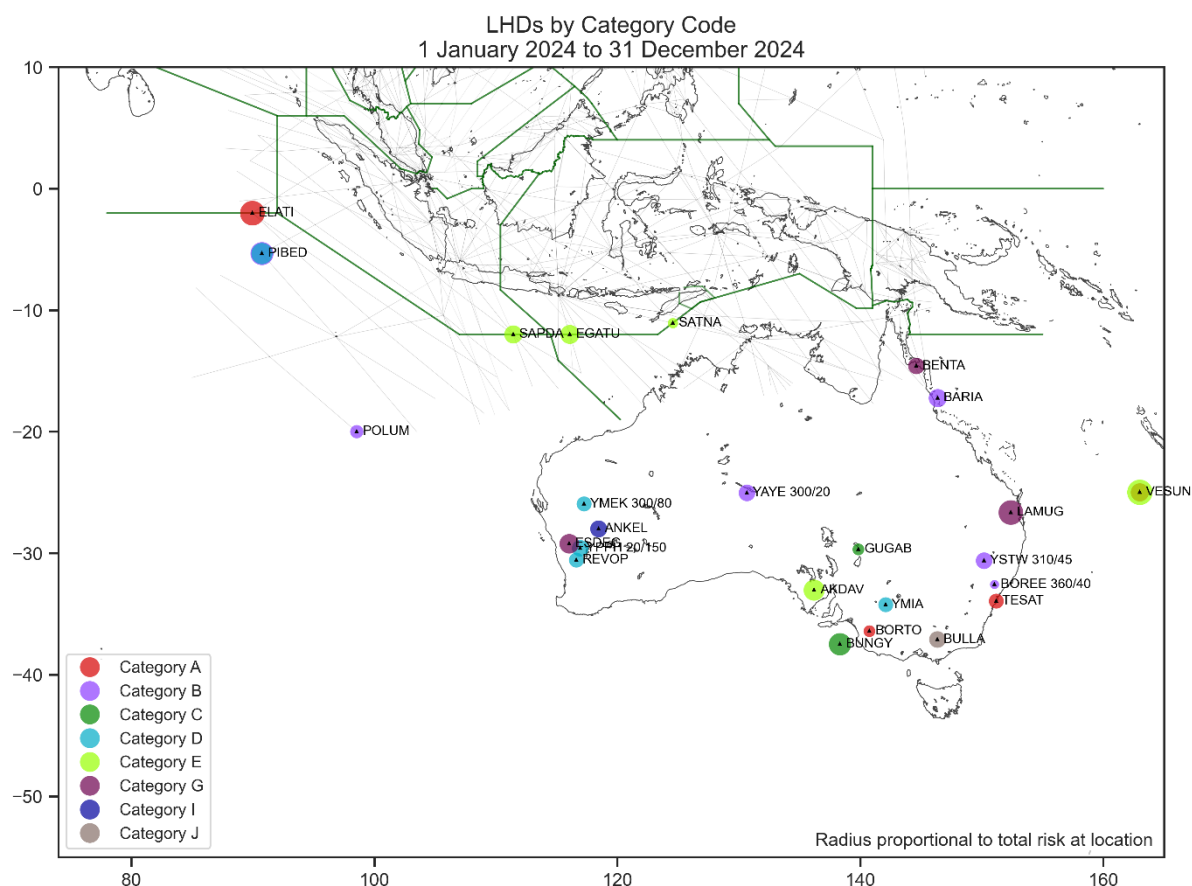 LHDs by Category Code
1 January 2024 to 31 December 2024
10
0
−10
−20
−30
−40
−50
ELATI
PIBED
SAPDA
EGATU
SATNA
BENTA
BARIA
POLUM
YAYE 300/20
VESUN
YMEK 300/80
LAMUG
ANKEL
ESDEG
YPPH 20/150
GUGAB
REVOP
YSTW 310/45
BOREE 360/40
AKDAV
TESAT
YMIA
BORTO
BULLA
BUNGY
Category A
Category B
Category C
Category D
Category E
Category G
Category I
Category J
Radius proportional to total risk at location
80
100
120
140
160